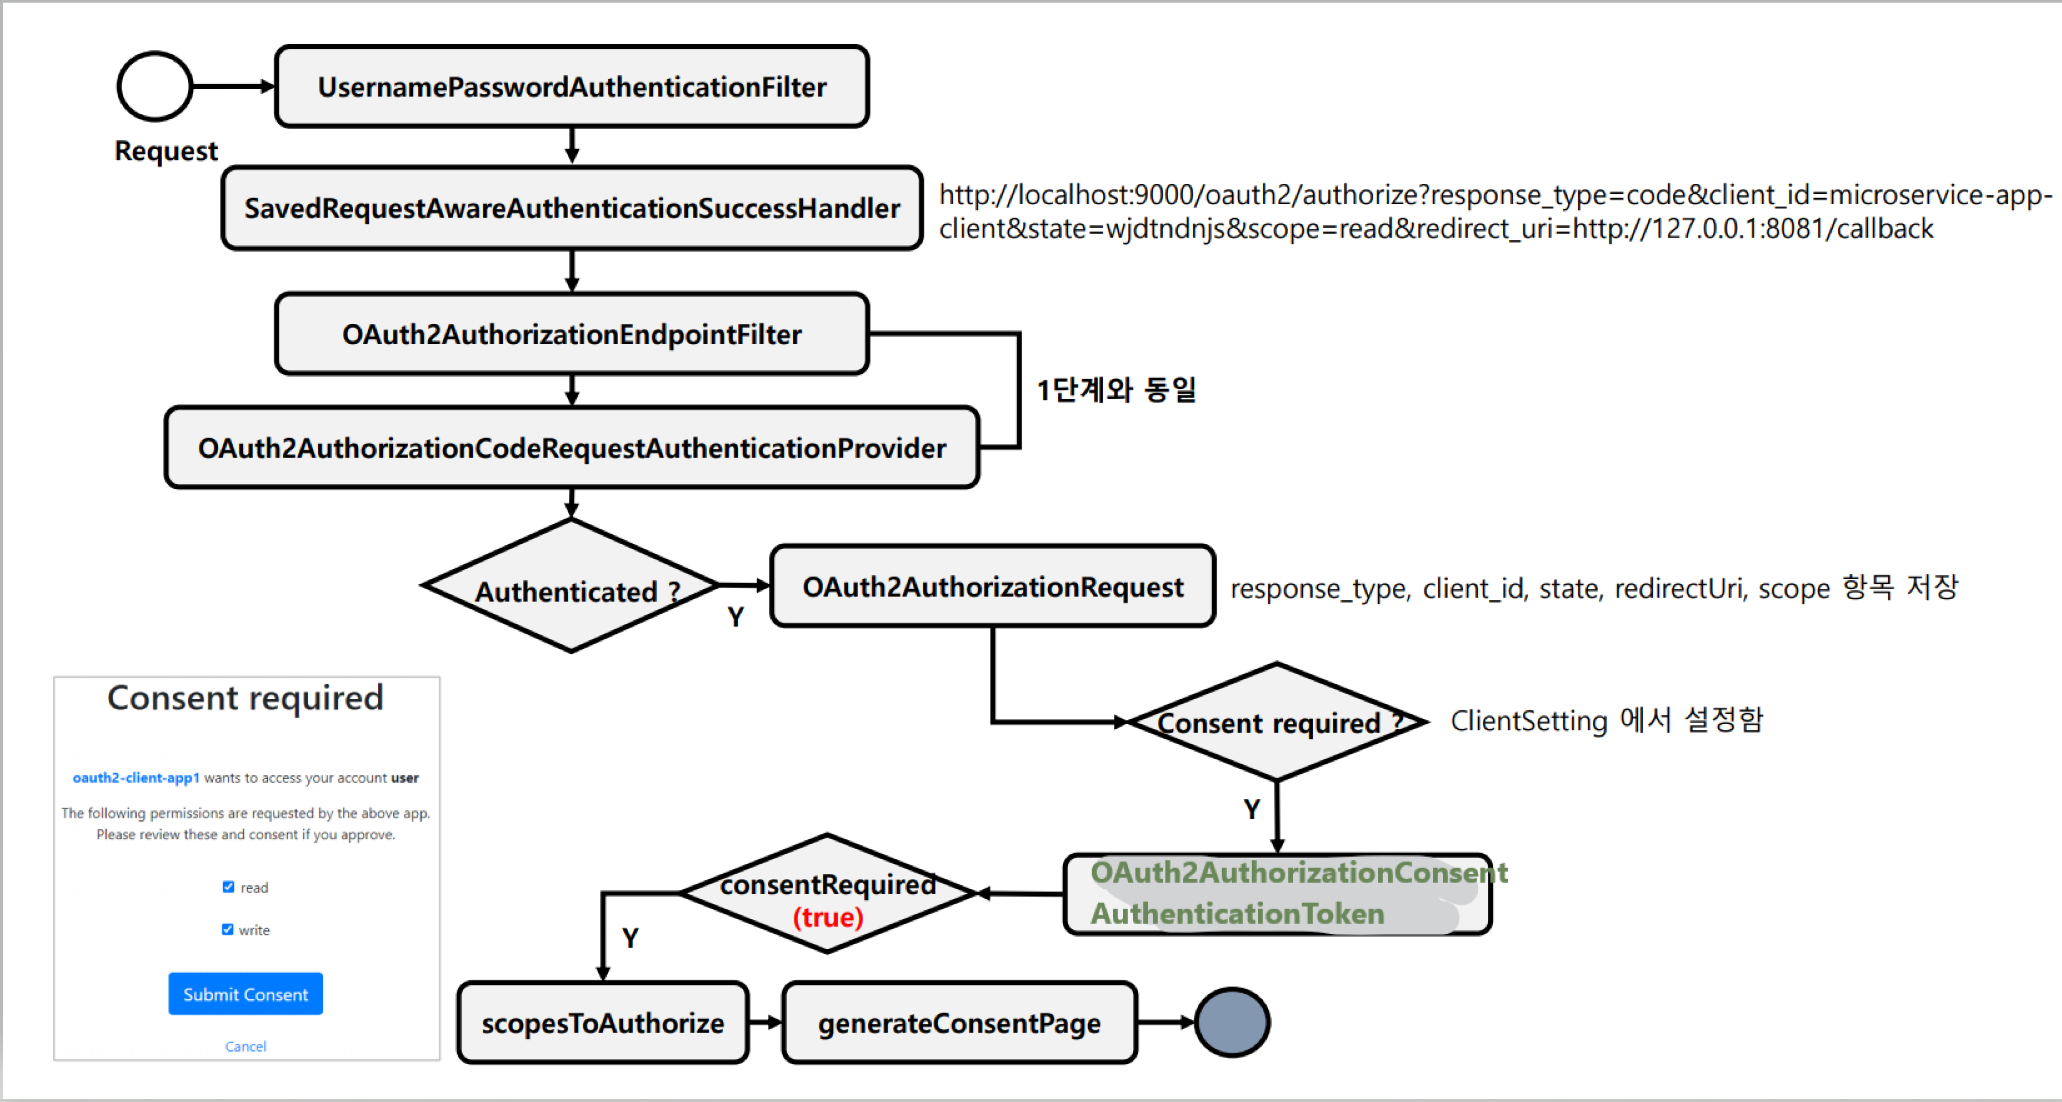 UsernamePasswordAuthenticationFilter
Request
SavedRequestAwareAuthenticationSuccessHandler
http://localhost:9000/oauth2/authorize?response_type=code&client_id=microservice-app-
client&state=wjdtndnjs&scope=read&redirect_uri=http://127.0.0.1:8081/callback
OAuth2AuthorizationEndpointFilter
1단계와 동일
OAuth2AuthorizationCodeRequestAuthenticationProvider
Authenticated ?
Y
OAuth2AuthorizationRequest
response_type, client_id, state, redirectUri, scope 항목 저장
Consent required ?
ClientSetting 에서 설정함
Y
OAuth2AuthorizationConsent
AuthenticationToken
consentRequired
(true)
Y
scopesToAuthorize
generateConsentPage
Consent required
oauth2-client-app1 wants to access your account user
The following permissions are requested by the above app.
Please review these and consent if you approve.
read
write
Submit Consent
Cancel